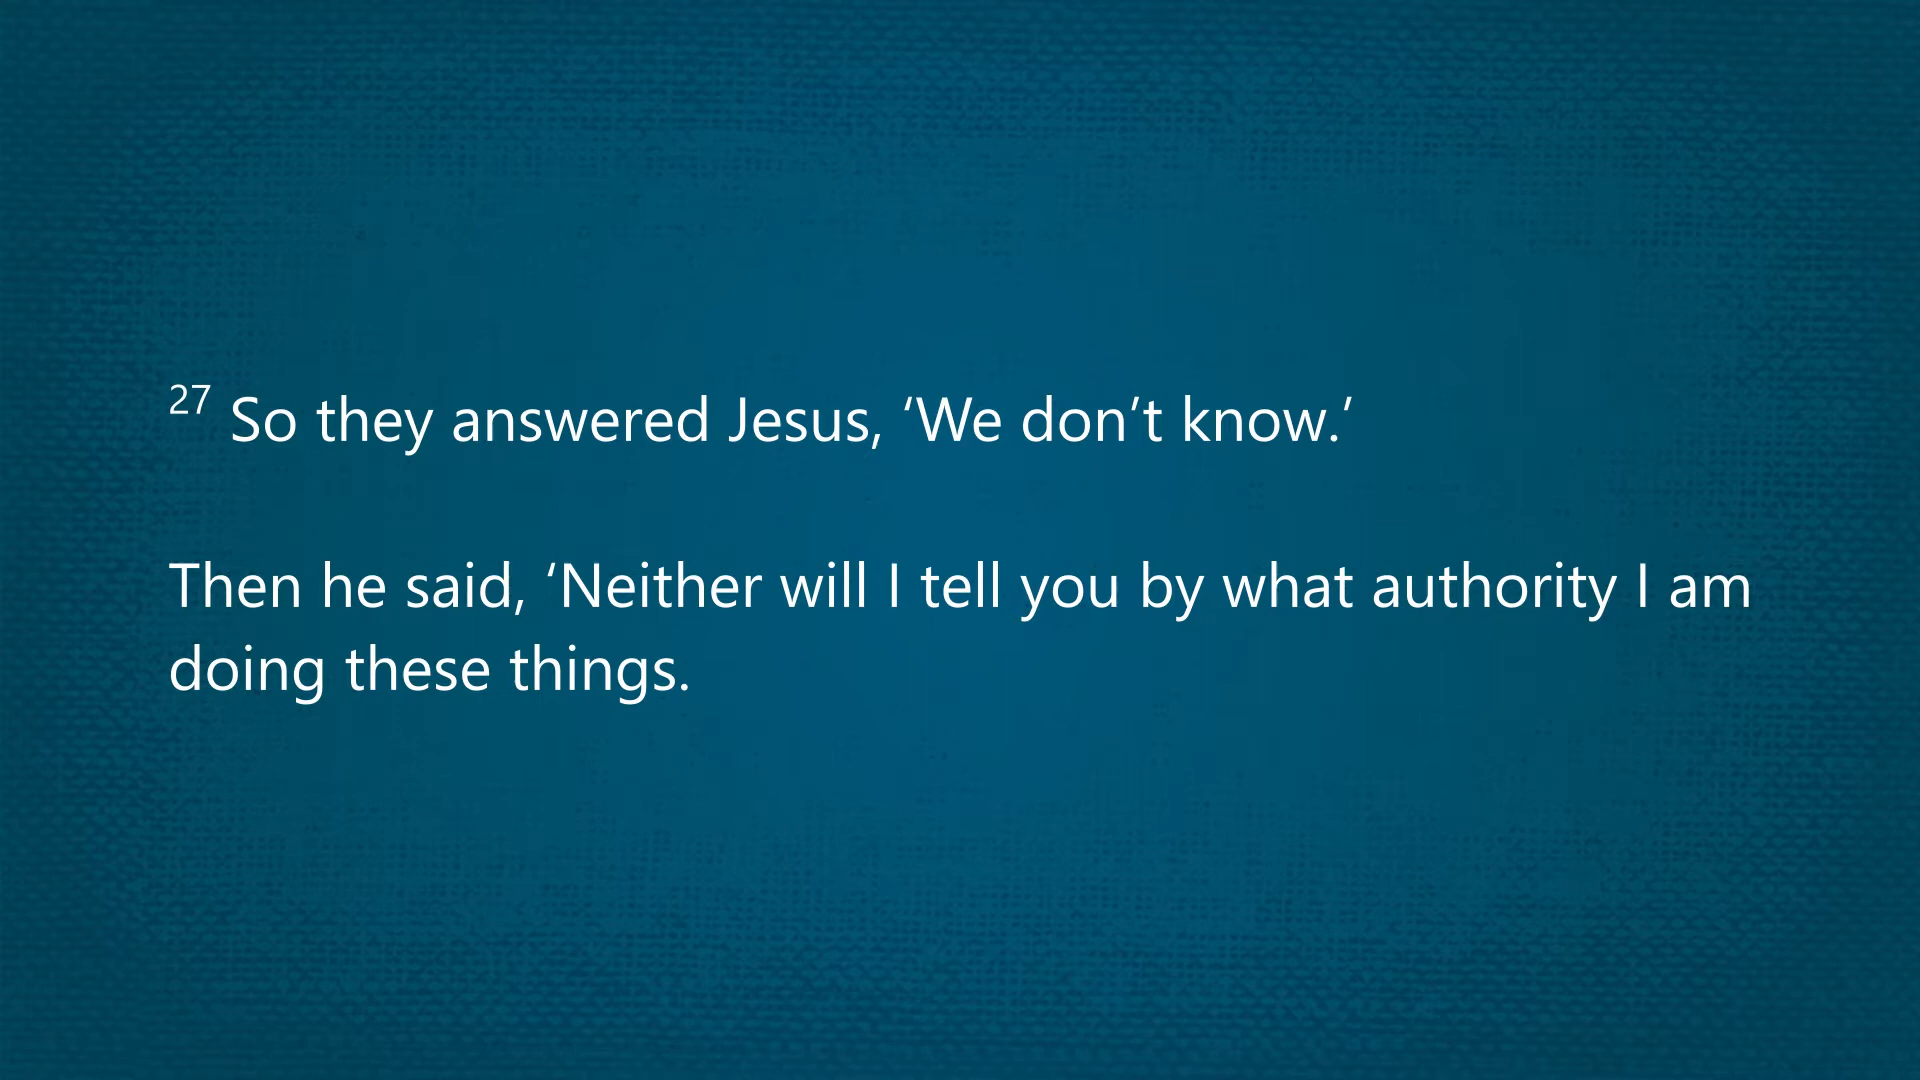 27 So they answered Jesus, ‘We don’t know.’
Then he said, ‘Neither will I tell you by what authority I am
doing these things.